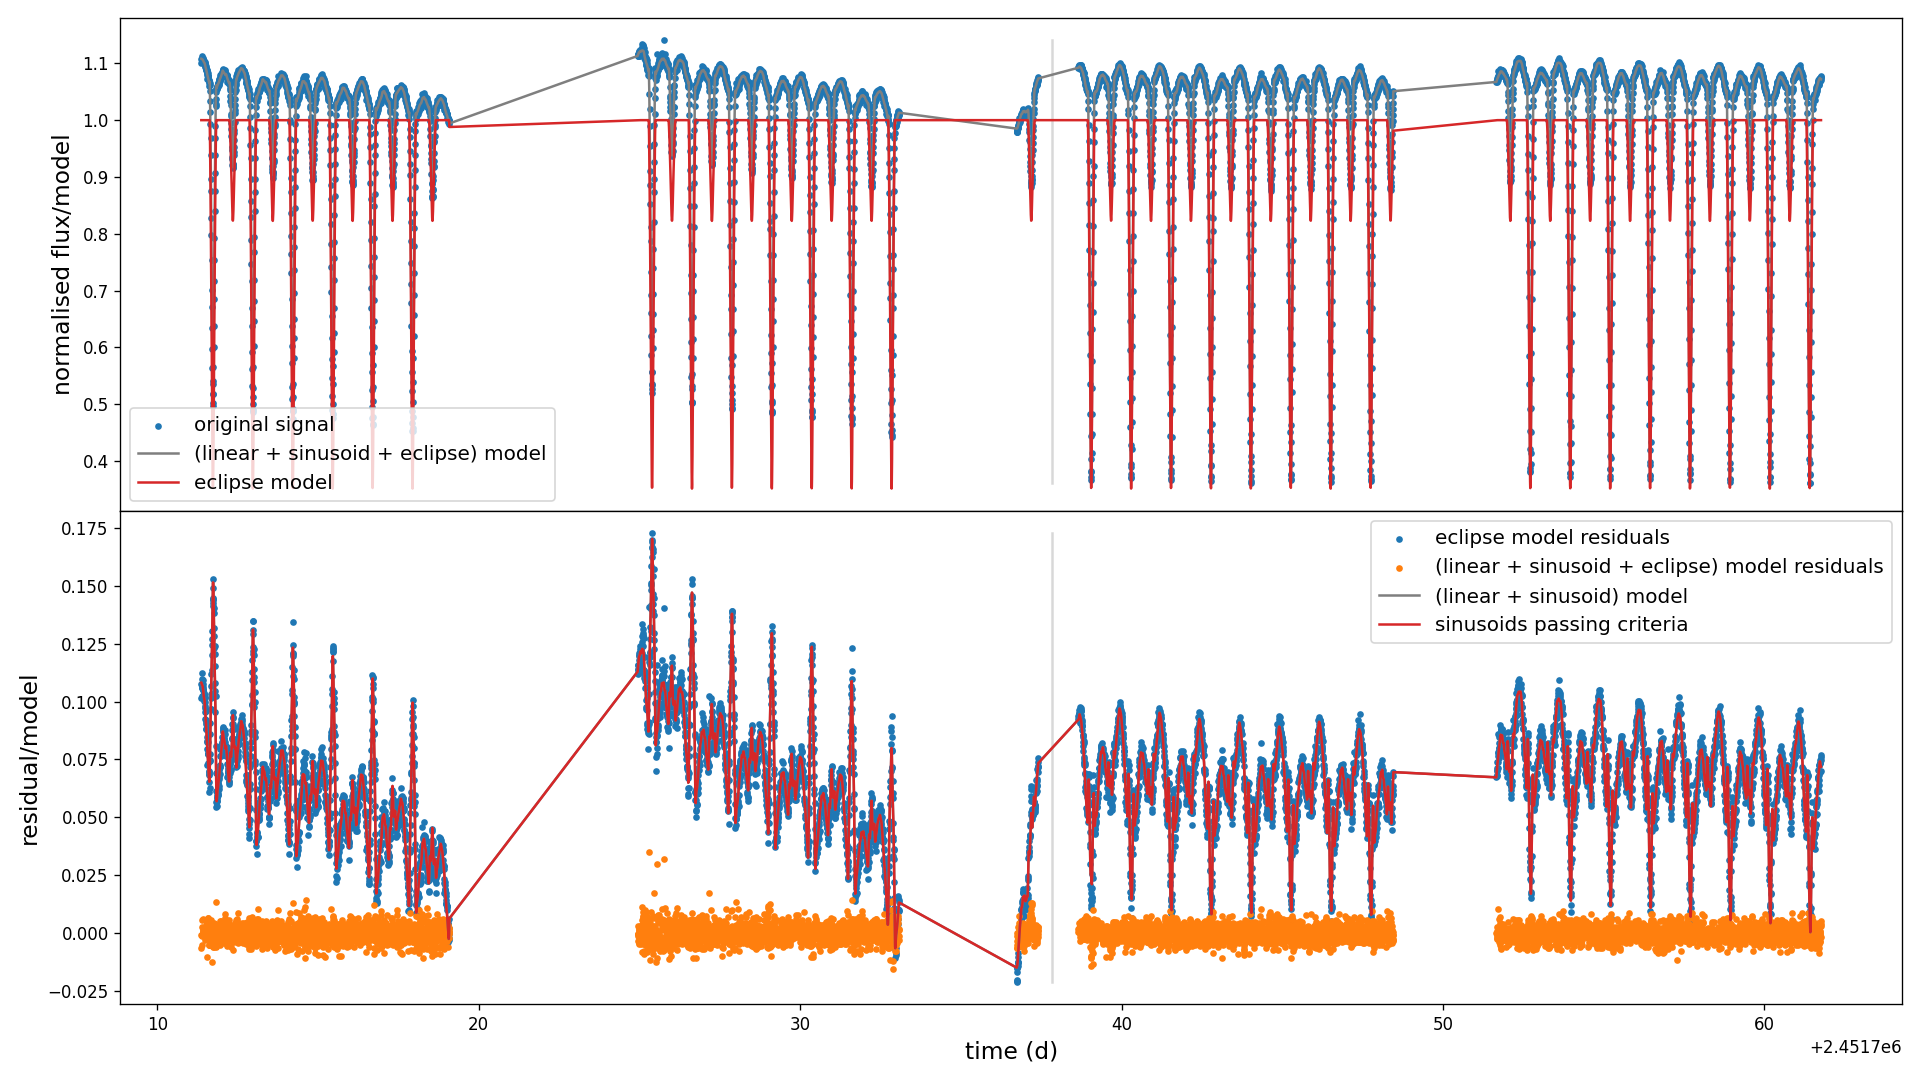 normalised flux/model
1.1
1.0
0.9
0.8
0.7
0.6
0.5
0.4
original signal
(linear + sinusoid + eclipse) model
eclipse model
residual/model
0.175
0.150
0.125
0.100
0.075
0.050
0.025
0.000
−0.025
eclipse model residuals
(linear + sinusoid + eclipse) model residuals
(linear + sinusoid) model
sinusoids passing criteria
10 20 30 40 50 60
time (d)
+2.4517e6